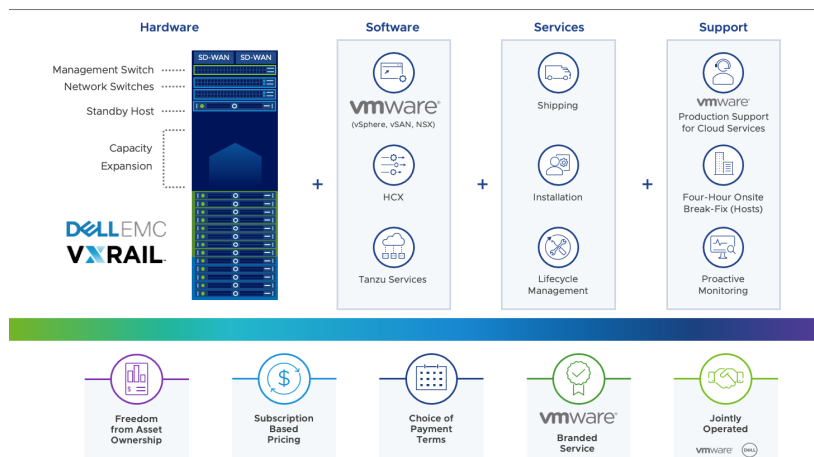 Hardware
SD-WAN SD-WAN
Management Switch
Network Switches
Standby Host
Capacity
Expansion
DELLEMC
VXRAIL
+
Software
vmware®
(vSphere, vSAN, NSX)
HCX
Tanzu Services
+
Services
Shipping
Installation
Lifecycle
Management
+
Support
vmware®
Production Support
for Cloud Services
Four-Hour Onsite
Break-Fix (Hosts)
Proactive
Monitoring
$
Freedom
from Asset
Ownership
$
Subscription
Based
Pricing
Choice of
Payment
Terms
vmware®
Branded
Service
Jointly
Operated
vmware DELL